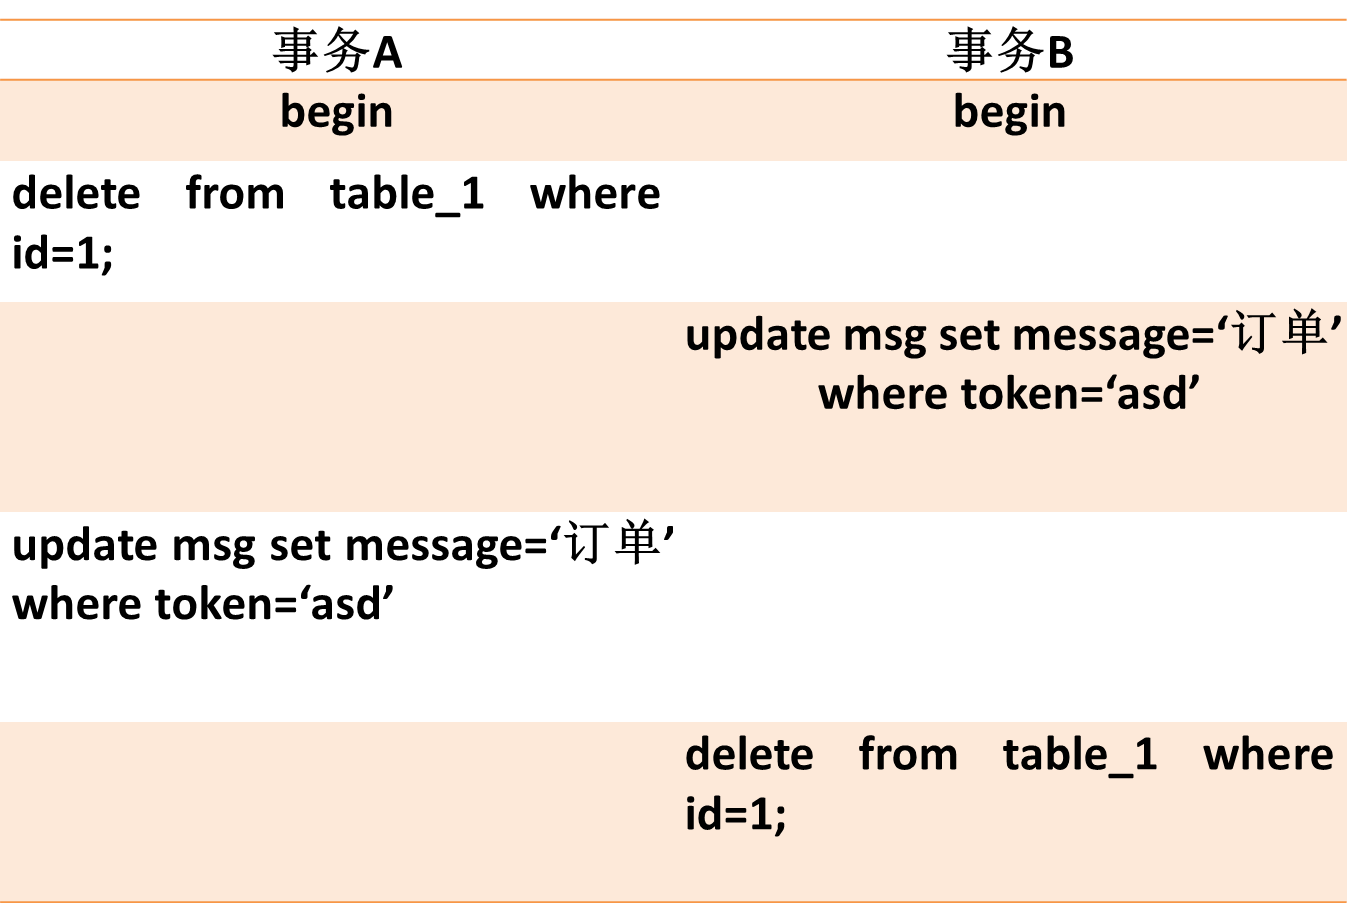 事务A 事务B
begin begin
delete from table_1 where
id=1;
update msg set message=‘订单’
where token=‘asd’
update msg set message=‘订单’
where token=‘asd’
delete from table_1 where
id=1;